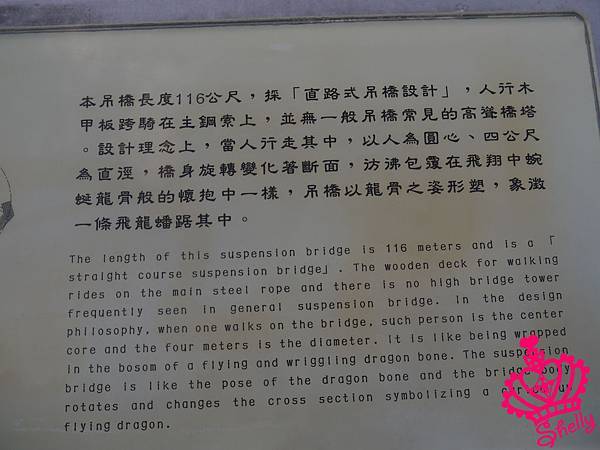 本吊橋長度116公尺，採「直路式吊橋設計」，人行木
甲板跨騎在主鋼索上，並無一般吊橋常見的高聳橋塔
。設計理念上，當人行走其中，以人為圓心、四公尺
為直徑，橋身旋轉變化著斷面，彷彿包覆在飛翔中蜿
蜒龍骨般的懷抱中一樣，吊橋以龍骨之姿形塑，象徵
一條飛龍蟠踞其中。
The length of this suspension bridge is 116 meters and is a「
straight course suspension bridge」. The wooden deck for walking
rides on the main steel rope and there is no high bridge tower
frequently seen in general suspension bridge. In the design
philosophy, when one walks on the bridge, such person is the center
core and the four meters is the diameter. It is like being wrapped
in the bosom of a flying and wriggling dragon bone. The suspension
bridge is like the pose of the dragon bone and the bridge body
rotates and changes the cross section symbolizing a
flying dragon.
Shelly